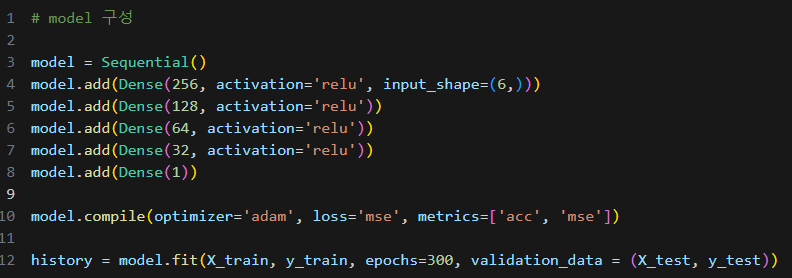 1 # model 구성
2
3 model = Sequential()
4 model.add(Dense(256, activation='relu', input_shape=(6,)))
5 model.add(Dense(128, activation='relu'))
6 model.add(Dense(64, activation='relu'))
7 model.add(Dense(32, activation='relu'))
8 model.add(Dense(1))
9
10 model.compile(optimizer='adam', loss='mse', metrics=['acc', 'mse'])
11
12 history = model.fit(X_train, y_train, epochs=300, validation_data = (X_test, y_test))